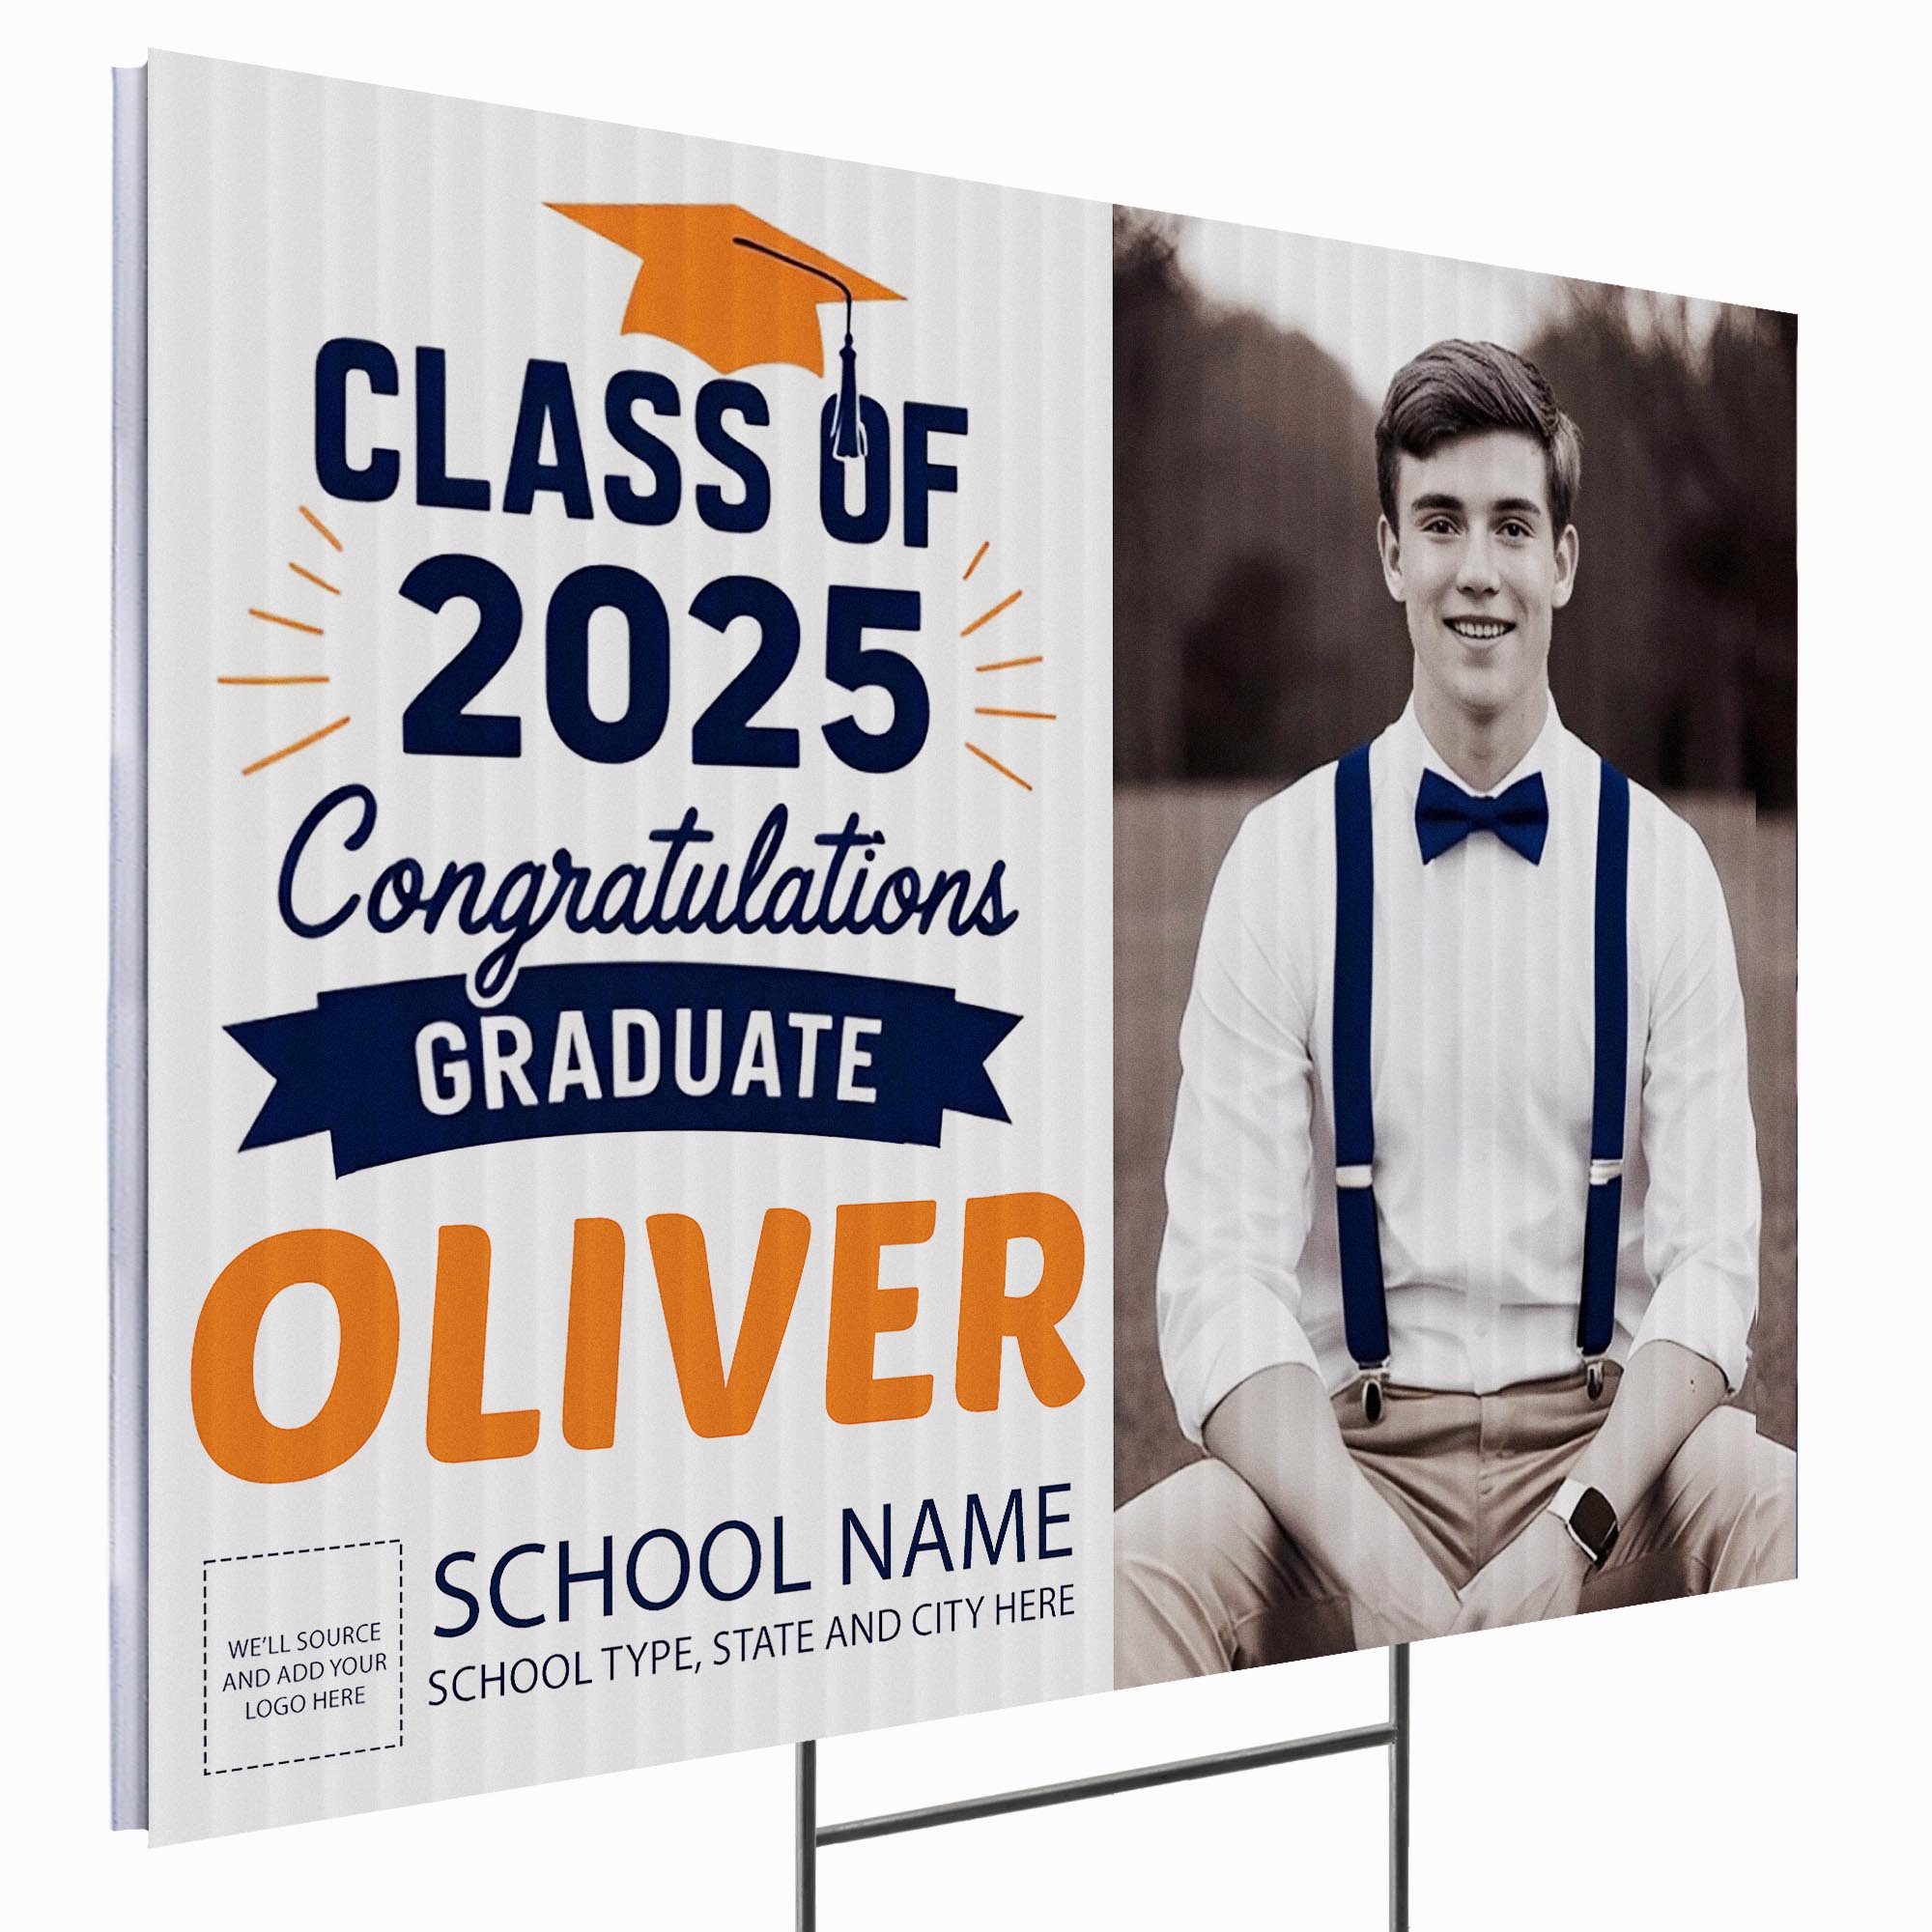 CLASS OF
2025
Congratulations
GRADUATE
OLIVER
SCHOOL NAME
SCHOOL TYPE, STATE AND CITY HERE
WE'LL SOURCE
AND ADD YOUR
LOGO HERE